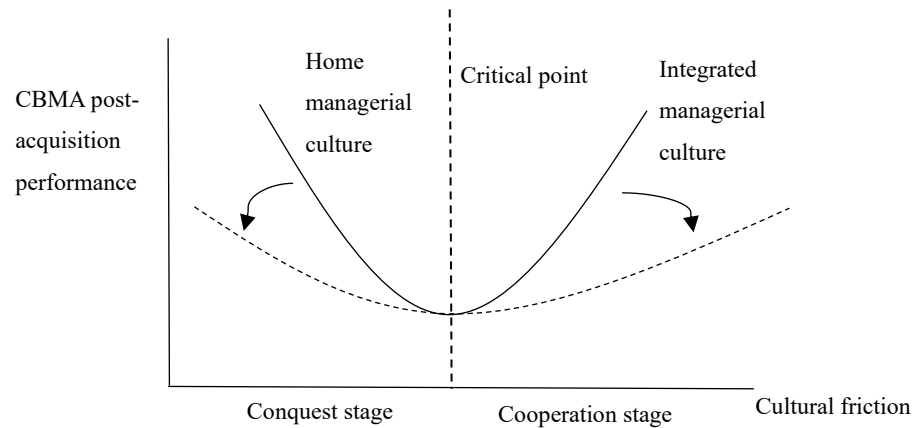 Home
managerial
culture
Critical point
Integrated
managerial
culture
CBMA post-
acquisition
performance
Conquest stage
Cooperation stage
Cultural friction